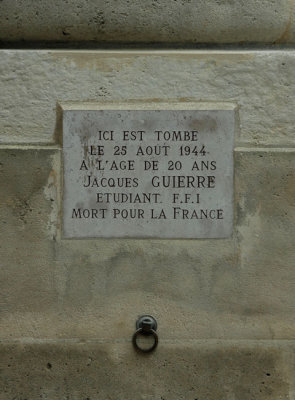 ICI EST TOMBE
LE 25 AOUT 1944
A L'AGE DE 20 ANS
JACQUES GUIERRE
ETUDIANT. F.F.I
MORT POUR LA FRANCE